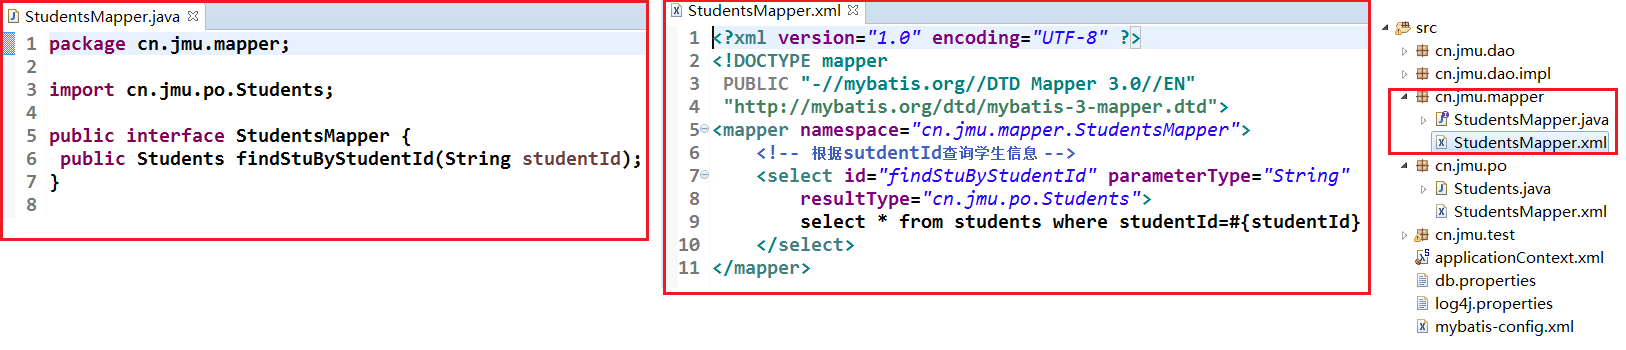 StudentsMapper.java
1 package cn.jmu.mapper;
2
3 import cn.jmu.po.Students;
4
5 public interface StudentsMapper {
6 public Students findStuByStudentId(String studentId);
7 }
8
StudentsMapper.xml
1 <?xml version="1.0" encoding="UTF-8" ?>
2 <!DOCTYPE mapper
3 PUBLIC "-//mybatis.org//DTD Mapper 3.0//EN"
4 "http://mybatis.org/dtd/mybatis-3-mapper.dtd">
5 <mapper namespace="cn.jmu.mapper.StudentsMapper">
6 <!-- 根据sutdentId查询学生信息 -->
7 <select id="findStuByStudentId" parameterType="String"
8 resultType="cn.jmu.po.Students">
9 select * from students where studentId=#{studentId}
10 </select>
11 </mapper>
src
cn.jmu.dao
cn.jmu.dao.impl
cn.jmu.mapper
StudentsMapper.java
StudentsMapper.xml
cn.jmu.po
Students.java
StudentsMapper.xml
cn.jmu.test
applicationContext.xml
db.properties
log4j.properties
mybatis-config.xml